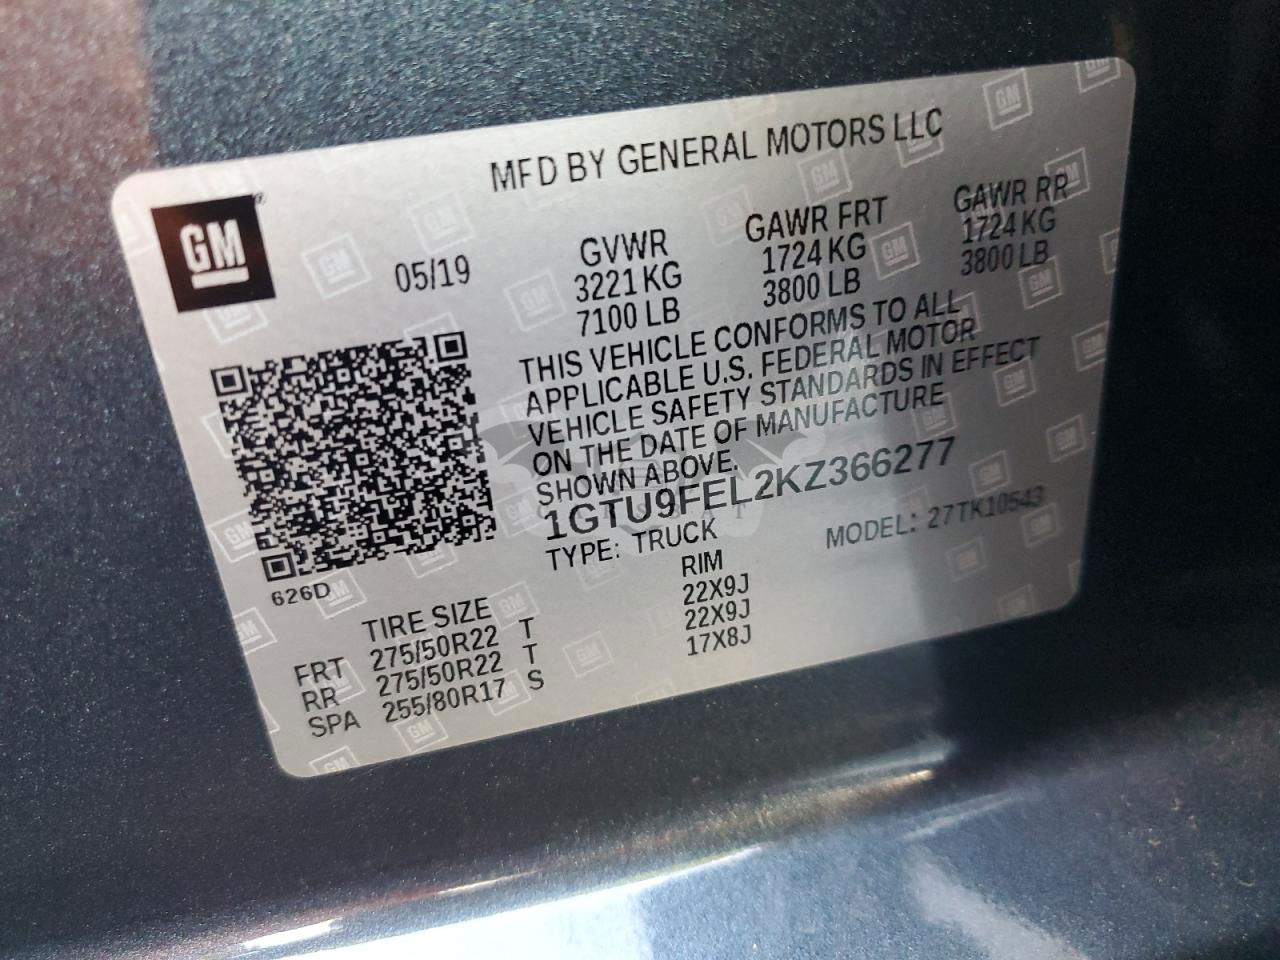 MFD BY GENERAL MOTORS LLC
GM
05/19
GVWR GAWR FRT GAWR RR
3221 KG 1724 KG 1724 KG
7100 LB 3800 LB 3800 LB
THIS VEHICLE CONFORMS TO ALL
APPLICABLE U.S. FEDERAL MOTOR
VEHICLE SAFETY STANDARDS IN EFFECT
ON THE DATE OF MANUFACTURE
SHOWN ABOVE.
1GTU9FEL2KZ366277
TYPE: TRUCK MODEL: 27TK10543
626D
TIRE SIZE RIM
FRT 275/50R22 T 22X9J
RR 275/50R22 T 22X9J
SPA 255/80R17 S 17X8J